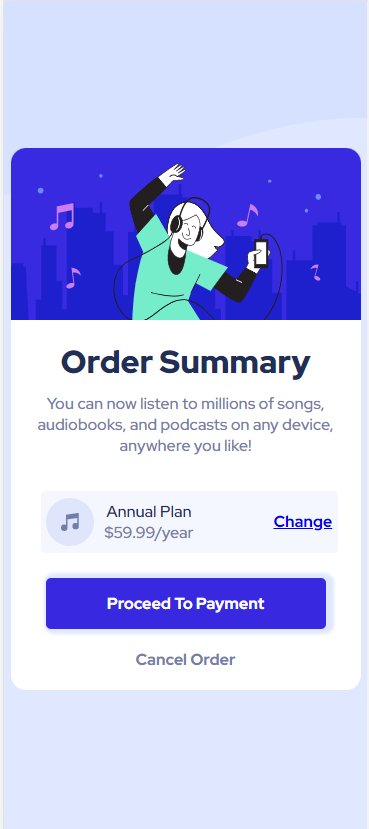 Order Summary
You can now listen to millions of songs,
audiobooks, and podcasts on any device,
anywhere you like!
Annual Plan
$59.99/year
Change
Proceed To Payment
Cancel Order